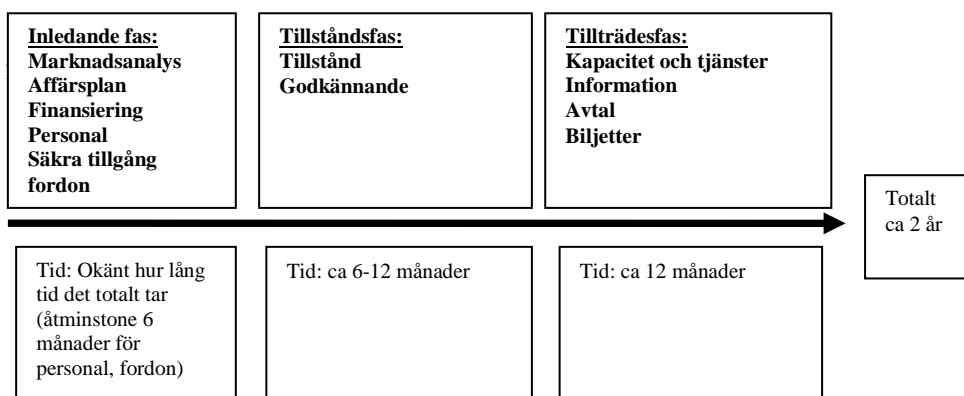 Inledande fas:
Marknadsanalys
Affärsplan
Finansiering
Personal
Säkra tillgång
fordon
Tillståndsfas:
Tillstånd
Godkännande
Tillträdesfas:
Kapacitet och tjänster
Information
Avtal
Biljetter
Totalt
ca 2 år
Tid: Okänt hur lång
tid det totalt tar
(åtminstone 6
månader för
personal, fordon)
Tid: ca 6-12 månader
Tid: ca 12 månader